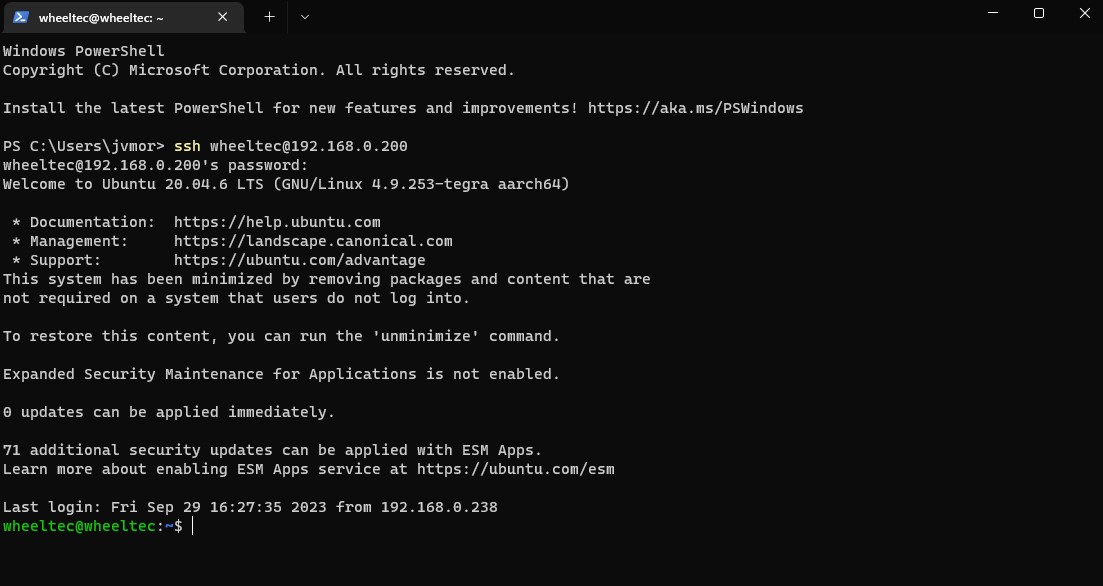 wheeltec@wheeltec: ~
Windows PowerShell
Copyright (C) Microsoft Corporation. All rights reserved.
Install the latest PowerShell for new features and improvements! https://aka.ms/PSWindows
PS C:\Users\jvmor> ssh wheeltec@192.168.0.200
wheeltec@192.168.0.200's password:
Welcome to Ubuntu 20.04.6 LTS (GNU/Linux 4.9.253-tegra aarch64)
* Documentation:  https://help.ubuntu.com
* Management:     https://landscape.canonical.com
* Support:        https://ubuntu.com/advantage
This system has been minimized by removing packages and content that are
not required on a system that users do not log into.
To restore this content, you can run the 'unminimize' command.
Expanded Security Maintenance for Applications is not enabled.
0 updates can be applied immediately.
71 additional security updates can be applied with ESM Apps.
Learn more about enabling ESM Apps service at https://ubuntu.com/esm
Last login: Fri Sep 29 16:27:35 2023 from 192.168.0.238
wheeltec@wheeltec:~$